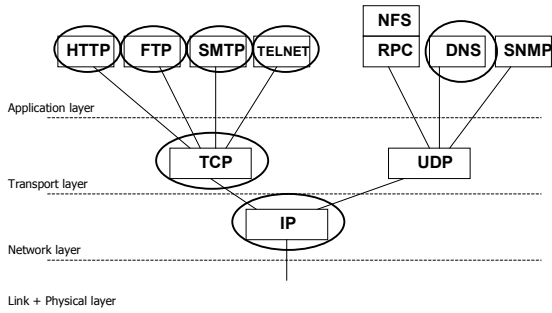 NFS
HTTP FTP SMTP TELNET RPC DNS SNMP
Application layer
TCP UDP
Transport layer
IP
Network layer
Link + Physical layer